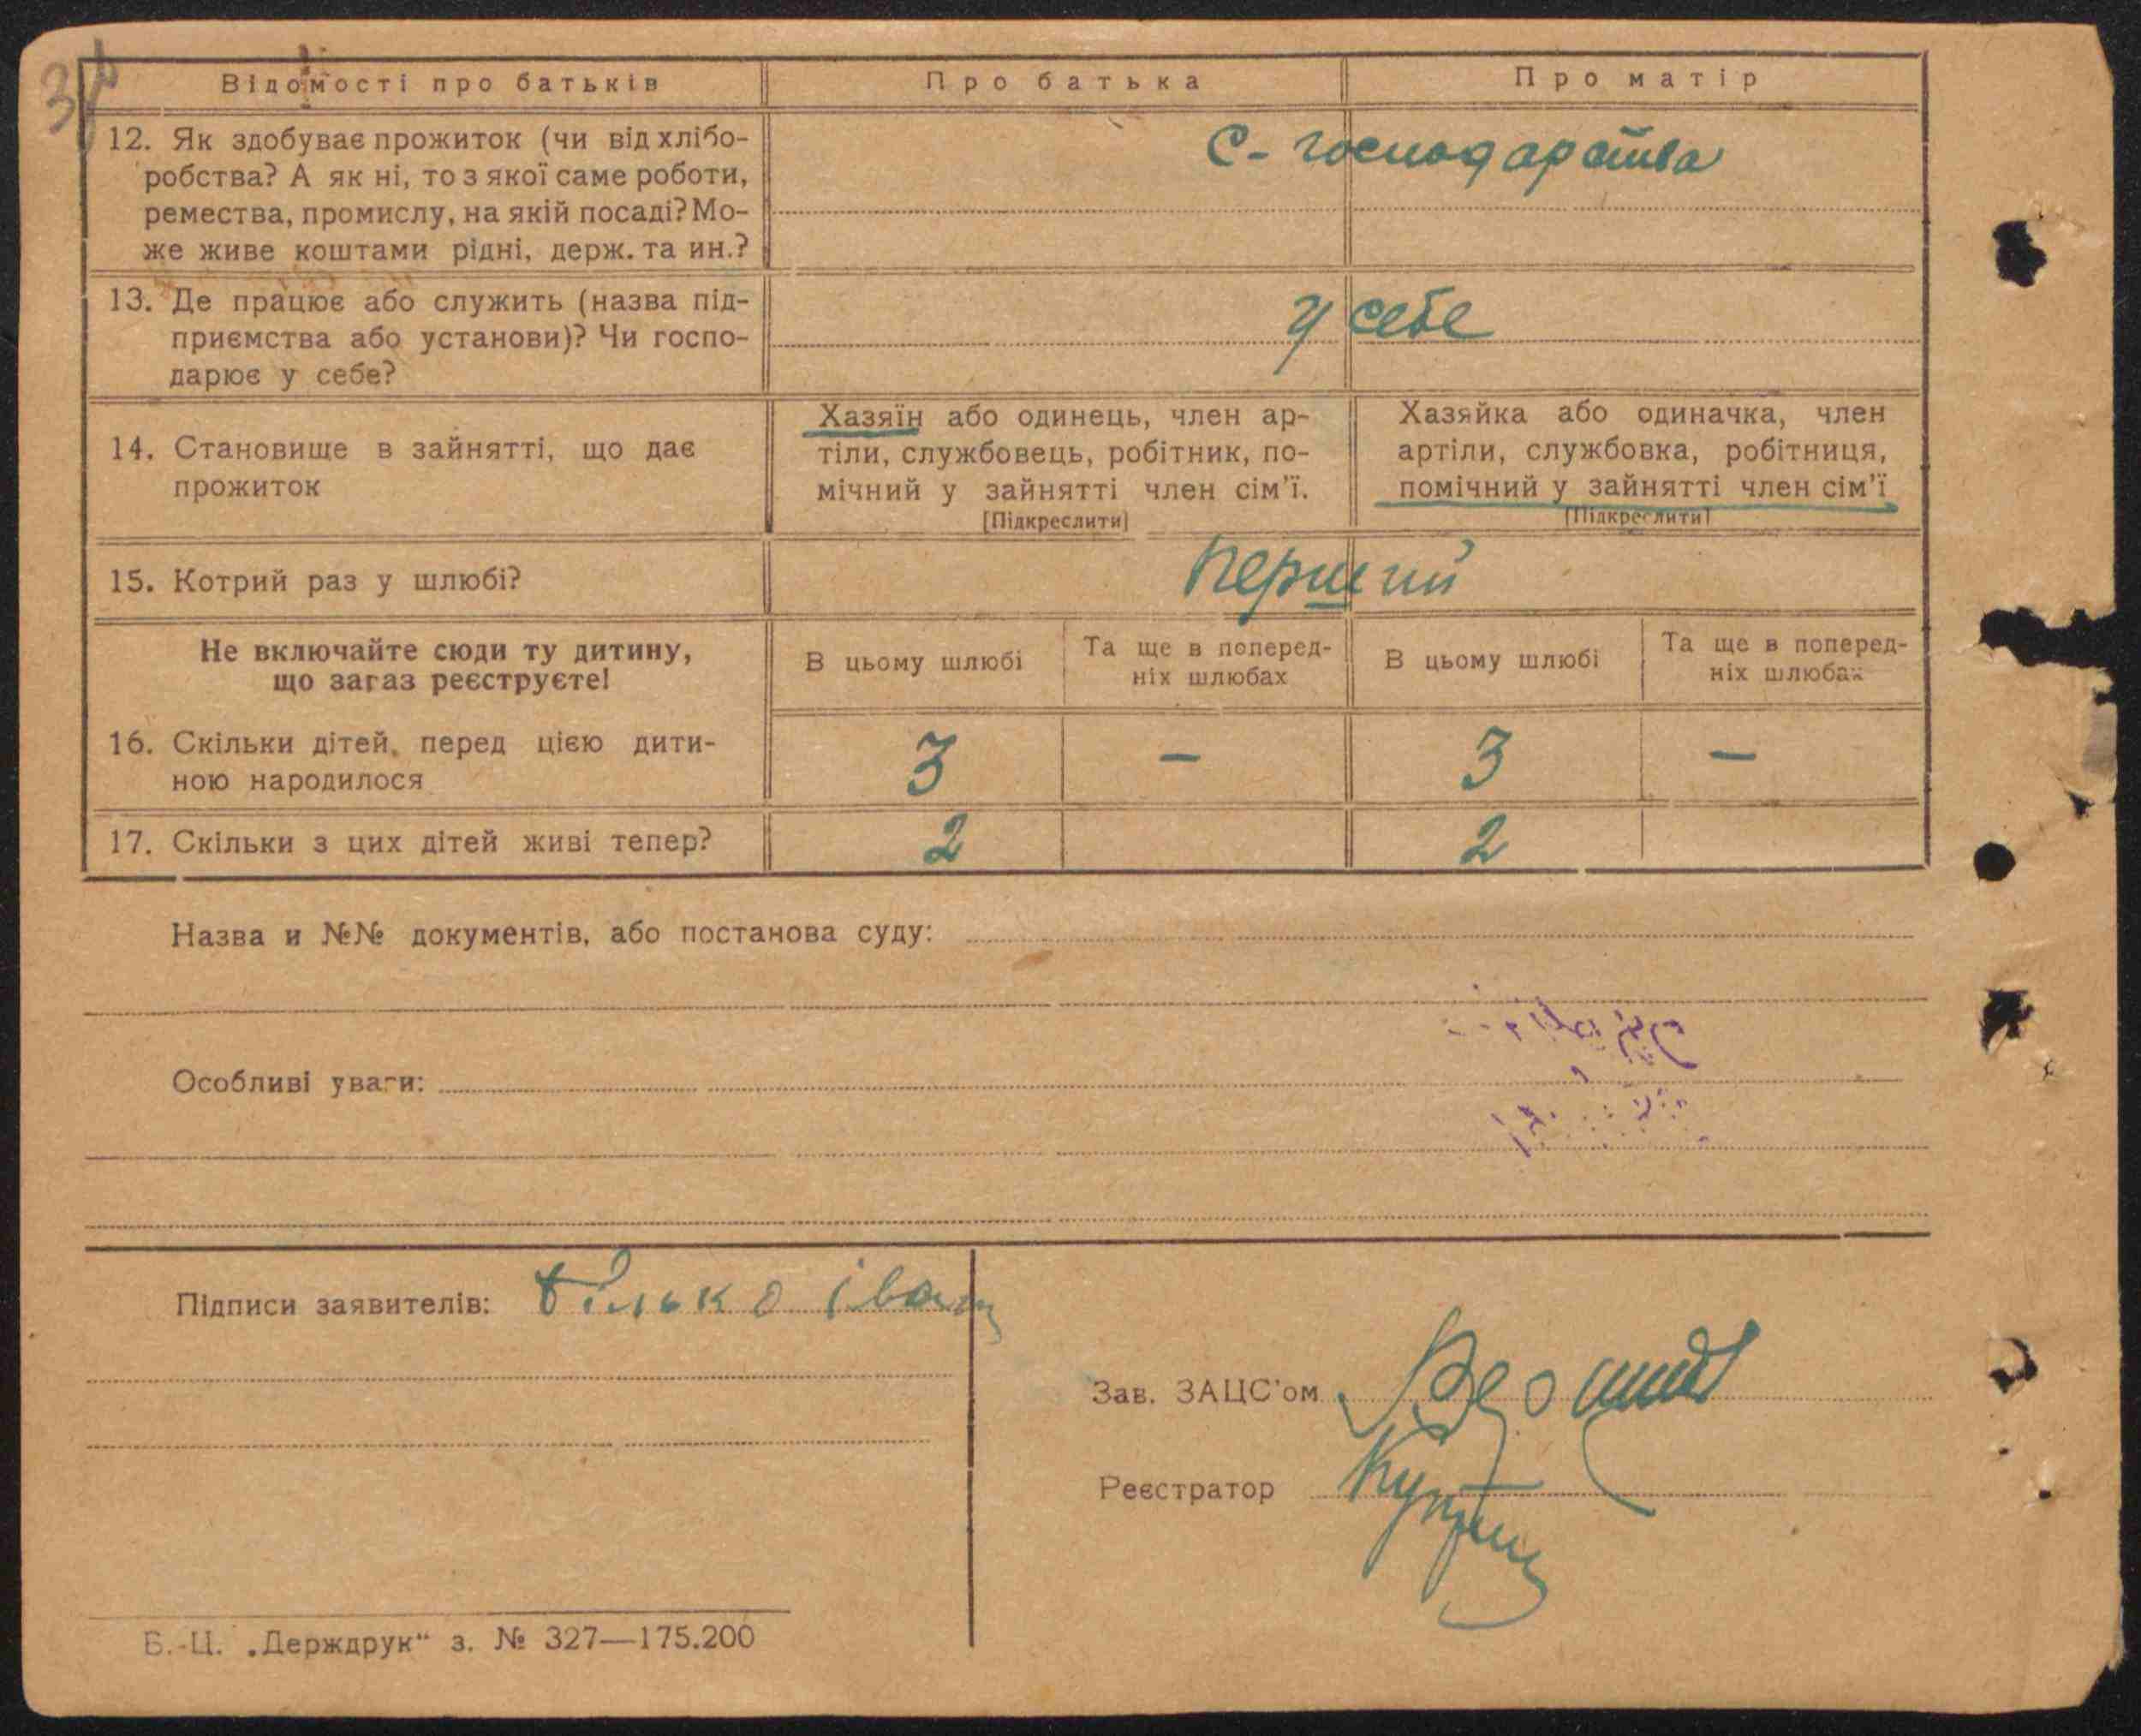 Відомості про батьків
Про батька
Про матір
12. Як здобуває прожиток (чи від хлібо-
робства? А як ні, то з якої саме роботи,
ремества, промислу, на якій посаді? Мо-
же живе коштами рідні, держ. та ин.?
С- господарства
13. Де працює або служить (назва під-
приємства або установи)? Чи госпо-
дарює у себе?
у себе
14. Становище в зайнятті, що дає
прожиток
Хазяїн або одинець, член ар-
тіли, службовець, робітник, по-
мічний у зайнятті член сім'ї.
[Підкреслити]
Хазяйка або одиначка, член
артіли, службовка, робітниця,
помічний у зайнятті член сім'ї
[Підкреслити]
15. Котрий раз у шлюбі?
перший
Не включайте сюди ту дитину,
що зараз реєструєте!
В цьому шлюбі
Та ще в поперед-
ніх шлюбах
В цьому шлюбі
Та ще в поперед-
ніх шлюбах
16. Скільки дітей, перед цією дити-
ною народилося
3 — 3 —
17. Скільки з цих дітей живі тепер?
2 2
Назва и №№ документів, або постанова суду:
Особливі уваги:
Підписи заявителів: Білько іван
Зав. ЗАЦС'ом
Реєстратор
Б.-Ц. „Держдрук" з. № 327—175.200